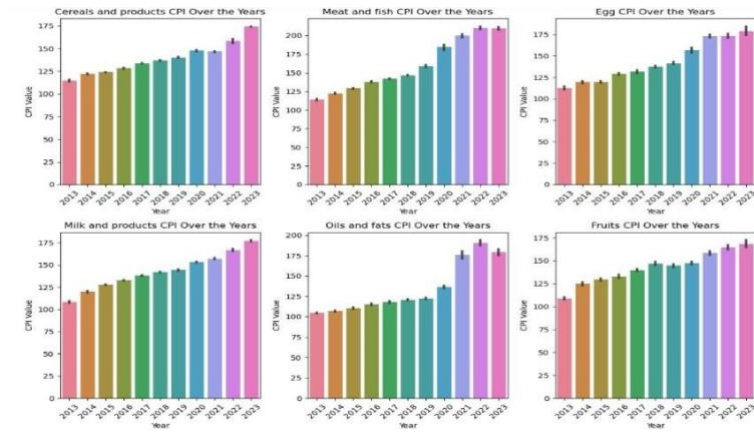 Cereals and products CPI Over the Years
175
150
125
100
75
50
25
0
CPI Value
2013 2014 2015 2016 2017 2018 2019 2020 2021 2022 2023
Year
Meat and fish CPI Over the Years
200
175
150
125
100
75
50
25
0
CPI Value
2013 2014 2015 2016 2017 2018 2019 2020 2021 2022 2023
Year
Egg CPI Over the Years
175
150
125
100
75
50
25
0
CPI Value
2013 2014 2015 2016 2017 2018 2019 2020 2021 2022 2023
Year
Milk and products CPI Over the Years
175
150
125
100
75
50
25
0
CPI Value
2013 2014 2015 2016 2017 2018 2019 2020 2021 2022 2023
Year
Oils and fats CPI Over the Years
200
175
150
125
100
75
50
25
0
CPI Value
2013 2014 2015 2016 2017 2018 2019 2020 2021 2022 2023
Year
Fruits CPI Over the Years
175
150
125
100
75
50
25
0
CPI Value
2013 2014 2015 2016 2017 2018 2019 2020 2021 2022 2023
Year